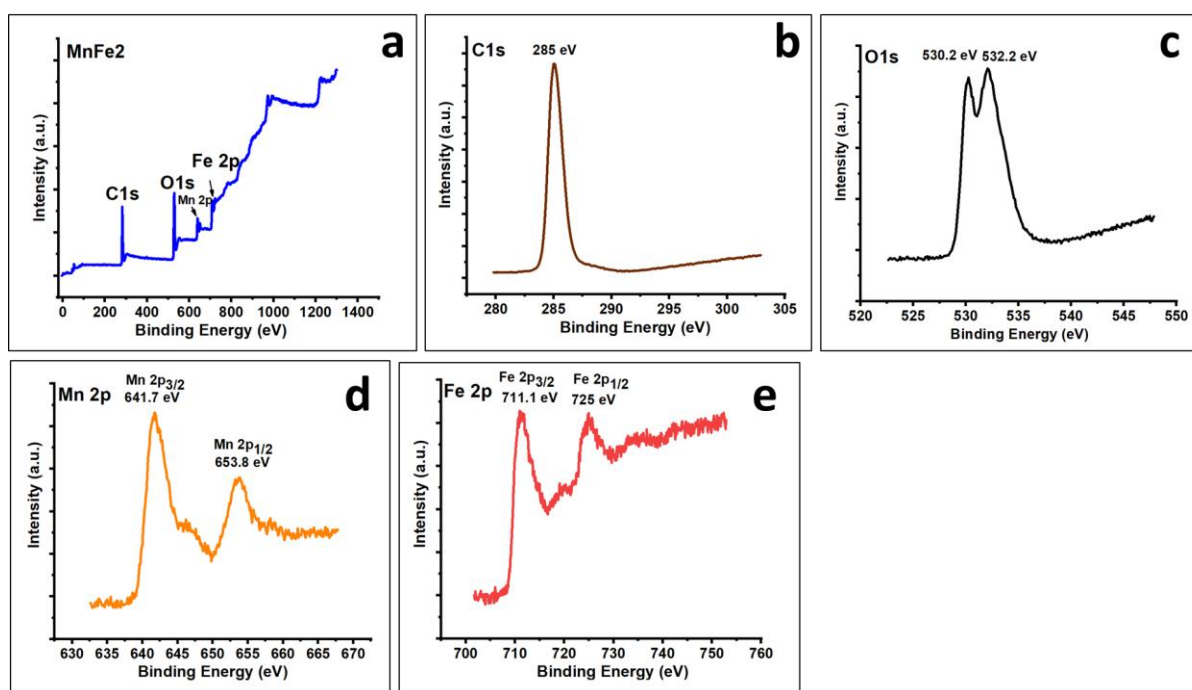 MnFe2
a
C1s
O1s
Mn 2p
Fe 2p
Intensity (a.u.)
0 200 400 600 800 1000 1200 1400
Binding Energy (eV)
C1s
285 eV
b
Intensity (a.u.)
280 285 290 295 300 305
Binding Energy (eV)
O1s
530.2 eV 532.2 eV
c
Intensity (a.u.)
520 525 530 535 540 545 550
Binding Energy (eV)
Mn 2p
Mn 2p3/2
641.7 eV
Mn 2p1/2
653.8 eV
d
Intensity (a.u.)
630 635 640 645 650 655 660 665 670
Binding Energy (eV)
Fe 2p
Fe 2p3/2
711.1 eV
Fe 2p1/2
725 eV
e
Intensity (a.u.)
700 710 720 730 740 750 760
Binding Energy (eV)